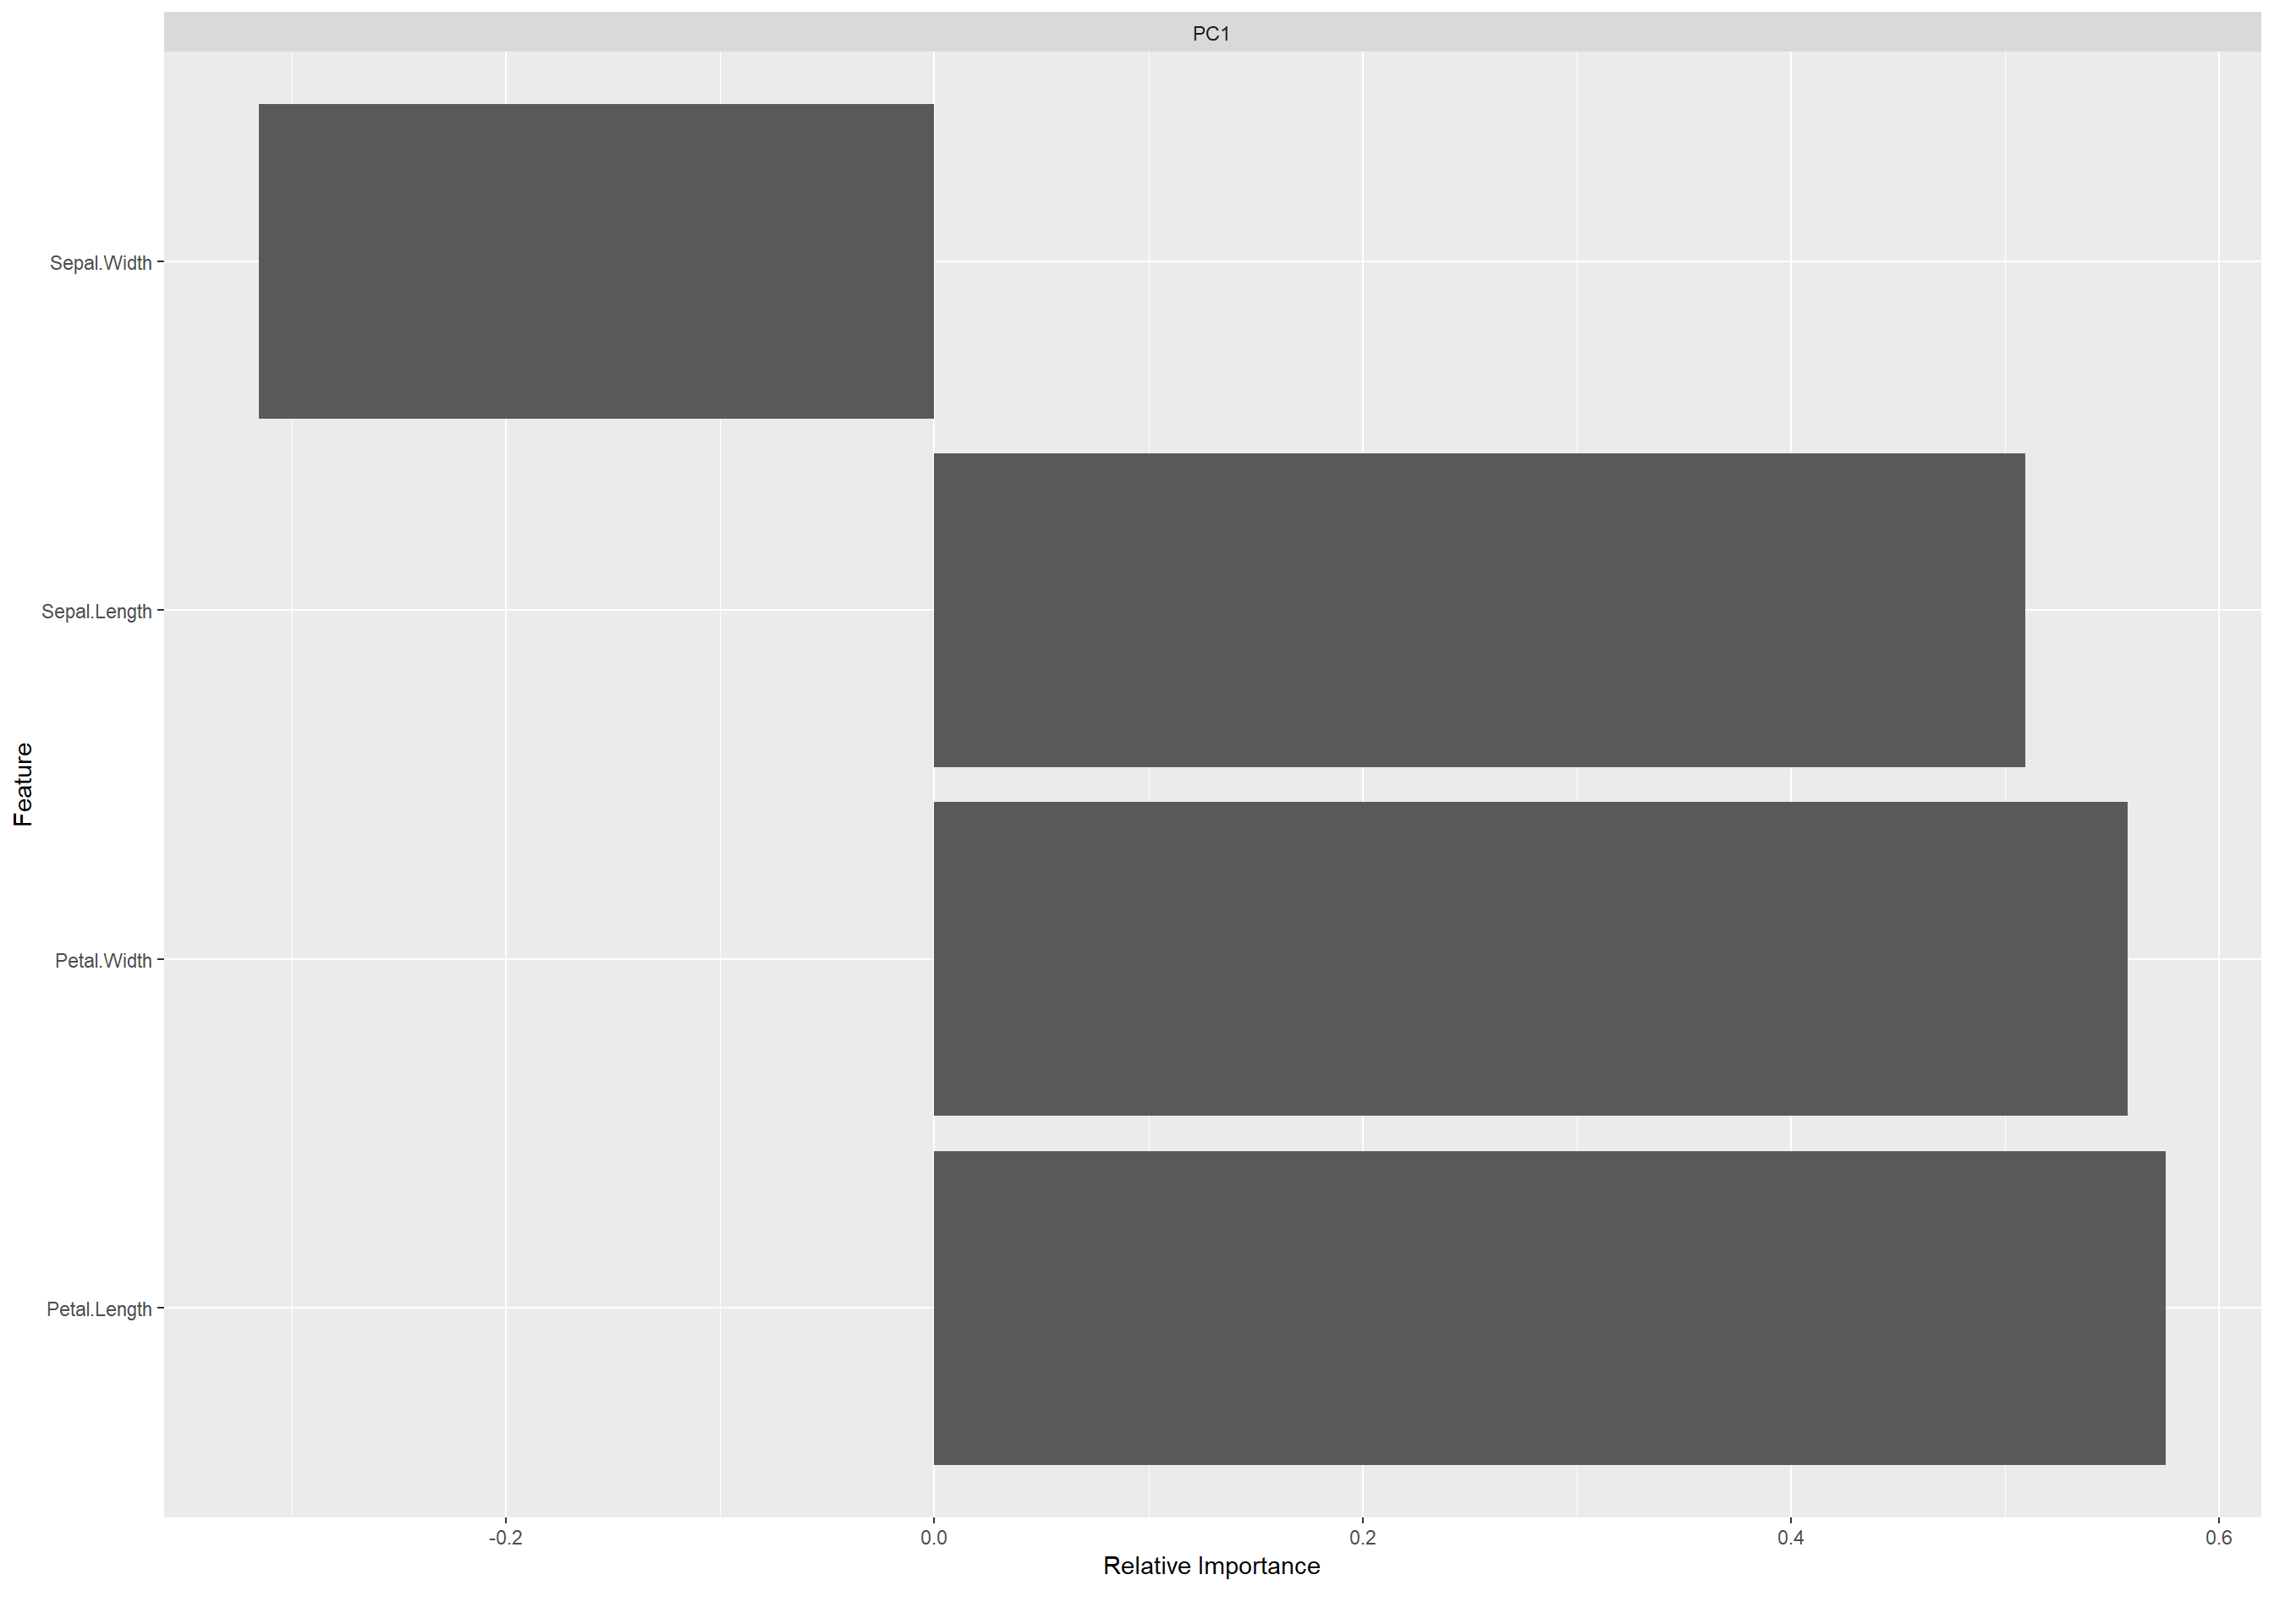 PC1
Sepal.Width
Sepal.Length
Petal.Width
Petal.Length
Feature
-0.2 0.0 0.2 0.4 0.6
Relative Importance